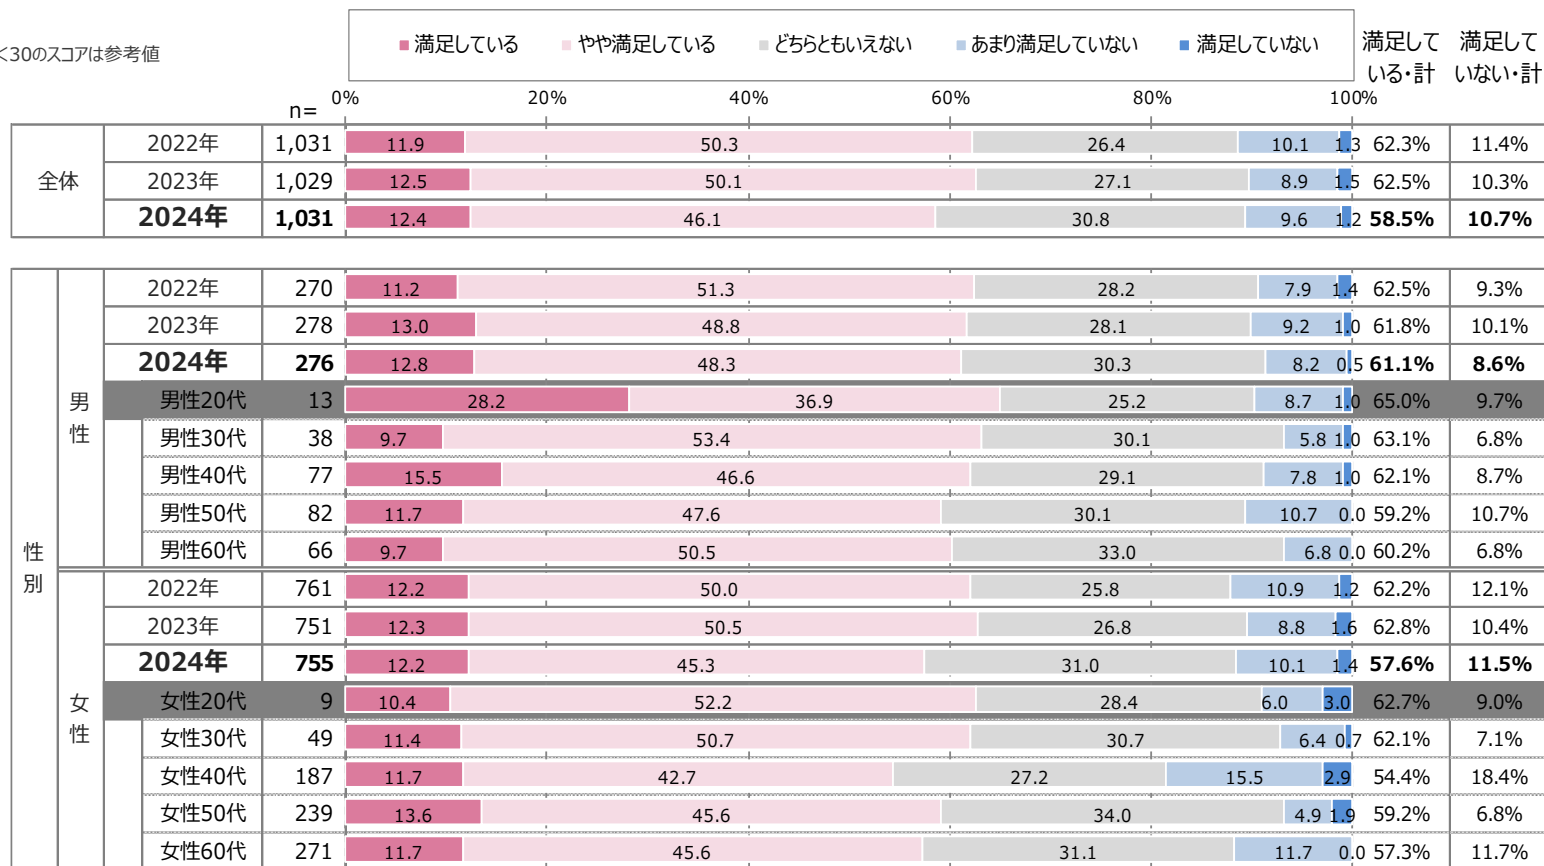 ■ 満足している ■ やや満足している ■ どちらともいえない ■ あまり満足していない ■ 満足していない
<30のスコアは参考値
満足して 満足して
いる・計 いない・計
n= 0% 20% 40% 60% 80% 100%
全体
2022年 1,031 11.9 50.3 26.4 10.1 1.3 62.3% 11.4%
2023年 1,029 12.5 50.1 27.1 8.9 1.5 62.5% 10.3%
2024年 1,031 12.4 46.1 30.8 9.6 1.2 58.5% 10.7%
性別
男性
2022年 270 11.2 51.3 28.2 7.9 1.4 62.5% 9.3%
2023年 278 13.0 48.8 28.1 9.2 1.0 61.8% 10.1%
2024年 276 12.8 48.3 30.3 8.2 0.5 61.1% 8.6%
男性20代 13 28.2 36.9 25.2 8.7 1.0 65.0% 9.7%
男性30代 38 9.7 53.4 30.1 5.8 1.0 63.1% 6.8%
男性40代 77 15.5 46.6 29.1 7.8 1.0 62.1% 8.7%
男性50代 82 11.7 47.6 30.1 10.7 0.0 59.2% 10.7%
男性60代 66 9.7 50.5 33.0 6.8 0.0 60.2% 6.8%
女性
2022年 761 12.2 50.0 25.8 10.9 1.2 62.2% 12.1%
2023年 751 12.3 50.5 26.8 8.8 1.6 62.8% 10.4%
2024年 755 12.2 45.3 31.0 10.1 1.4 57.6% 11.5%
女性20代 9 10.4 52.2 28.4 6.0 3.0 62.7% 9.0%
女性30代 49 11.4 50.7 30.7 6.4 0.7 62.1% 7.1%
女性40代 187 11.7 42.7 27.2 15.5 2.9 54.4% 18.4%
女性50代 239 13.6 45.6 34.0 4.9 1.9 59.2% 6.8%
女性60代 271 11.7 45.6 31.1 11.7 0.0 57.3% 11.7%